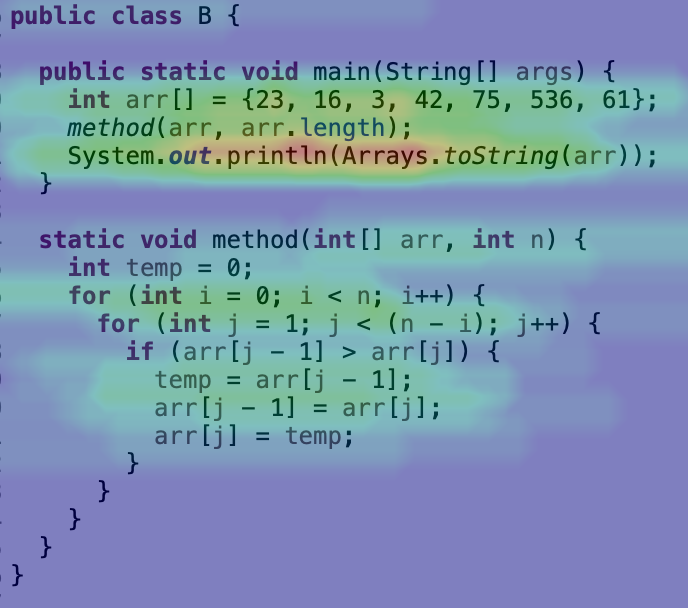 public class B {
public static void main(String[] args) {
int arr[] = {23, 16, 3, 42, 75, 536, 61};
method(arr, arr.length);
System.out.println(Arrays.toString(arr));
}
static void method(int[] arr, int n) {
int temp = 0;
for (int i = 0; i < n; i++) {
for (int j = 1; j < (n - i); j++) {
if (arr[j - 1] > arr[j]) {
temp = arr[j - 1];
arr[j - 1] = arr[j];
arr[j] = temp;
}
}
}
}
}